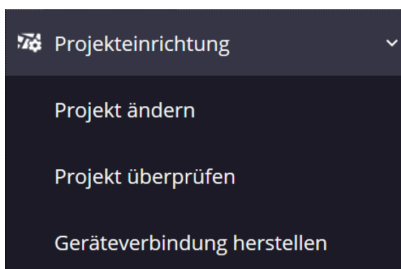 Projekteinrichtung
Projekt ändern
Projekt überprüfen
Geräteverbindung herstellen